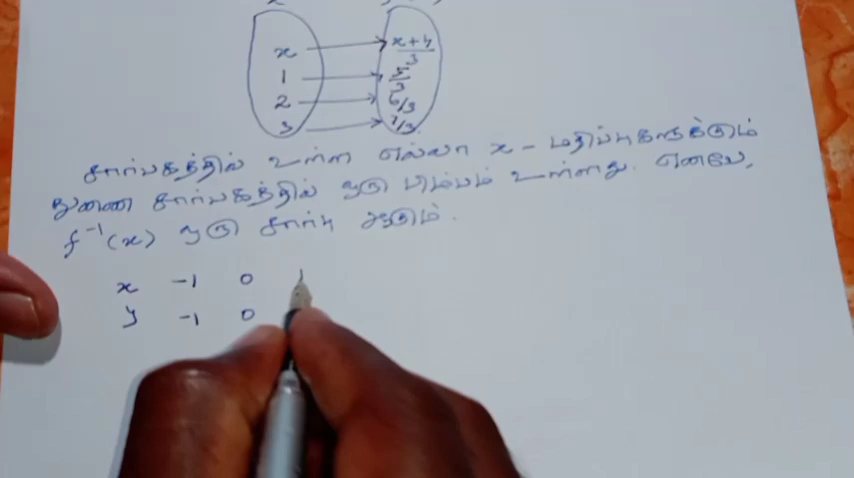 x x+4/3
1 5/3
2 6/3
3 7/3
சார்பகத்தில் உள்ள எல்லா x - மதிப்புகளுக்கும்
துணை சார்பகத்தில் ஒரு பிம்பம் உள்ளது. எனவே,
f⁻¹(x) ஒரு சார்பு ஆகும்.
x -1 0 1
y -1 0